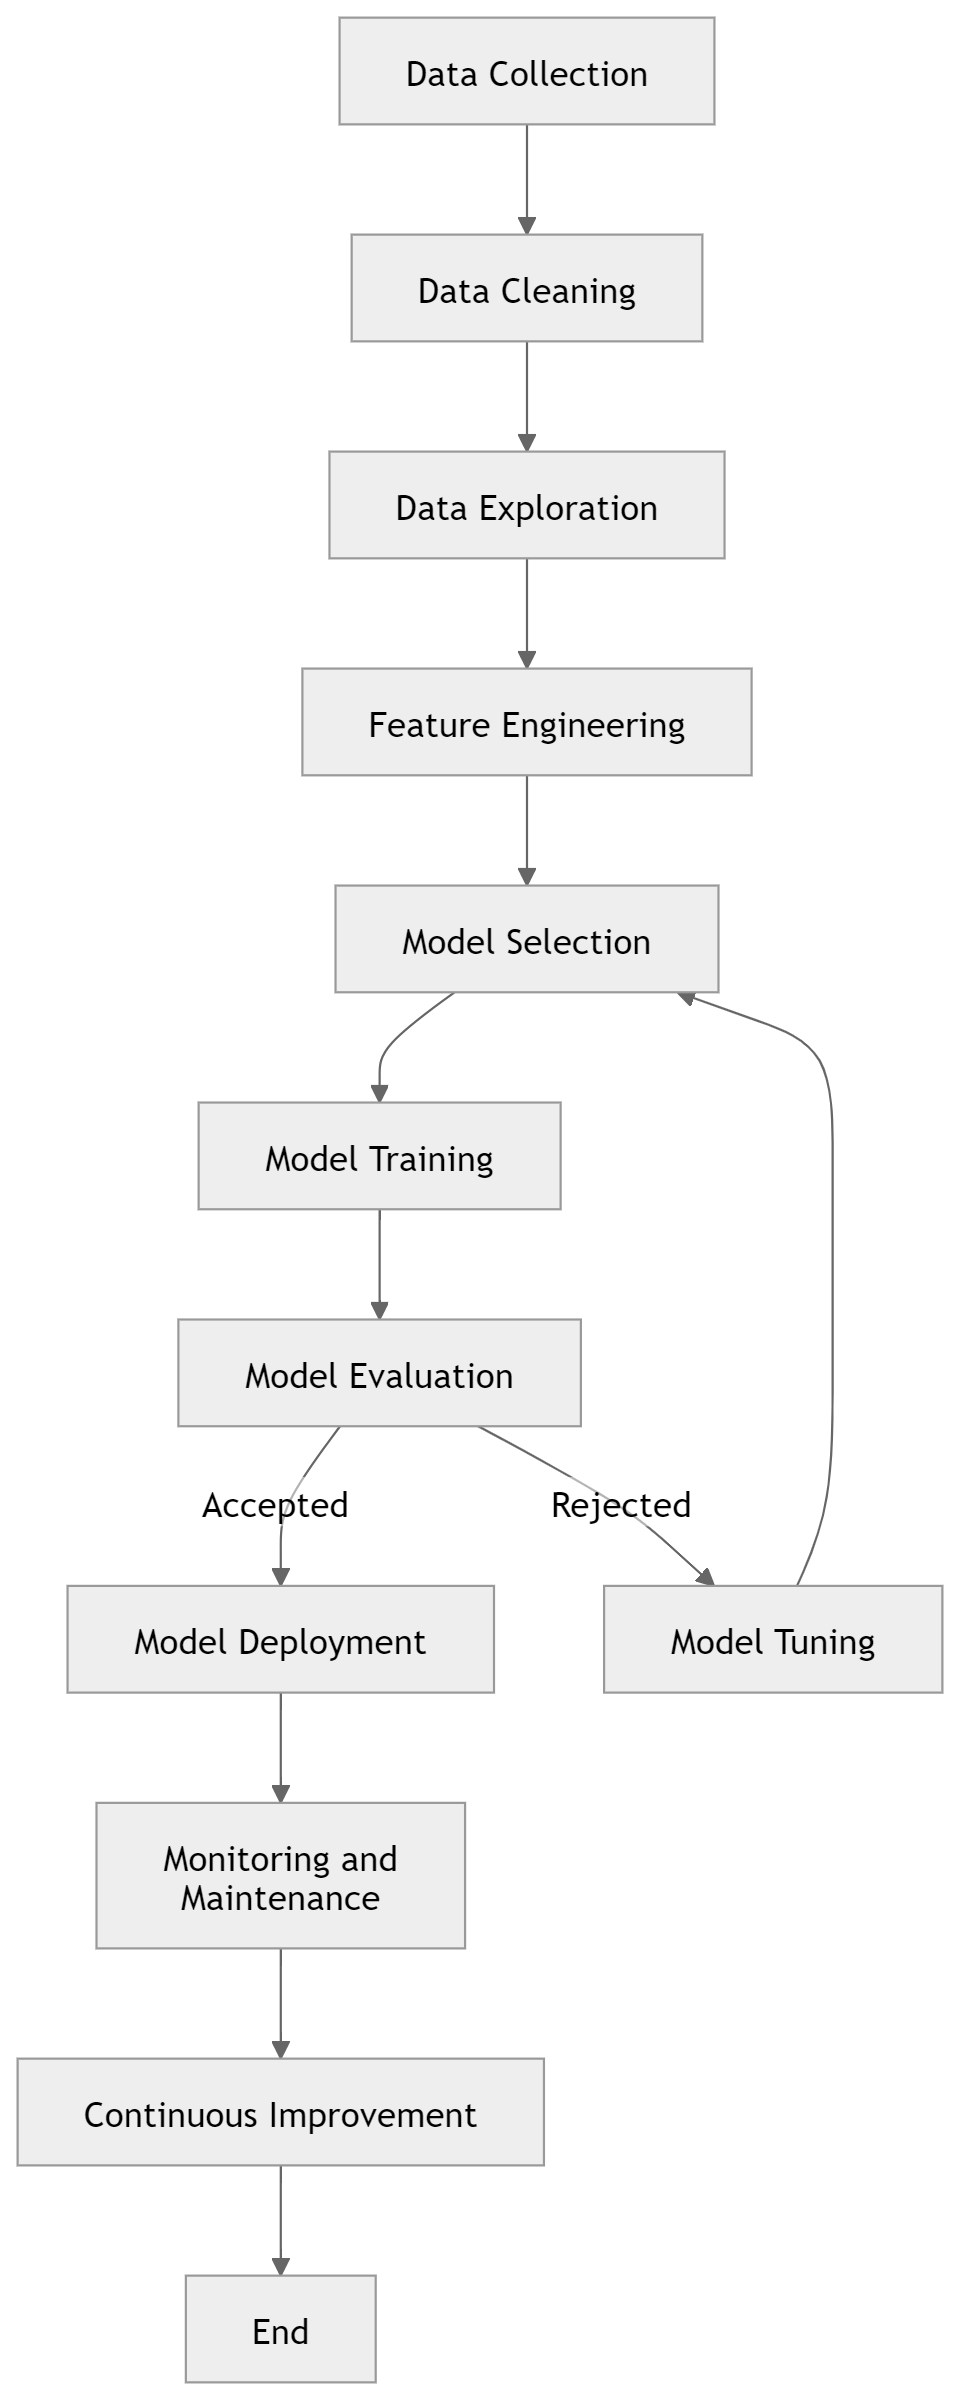 Data Collection
Data Cleaning
Data Exploration
Feature Engineering
Model Selection
Model Training
Model Evaluation
Accepted
Rejected
Model Deployment
Model Tuning
Monitoring and
Maintenance
Continuous Improvement
End